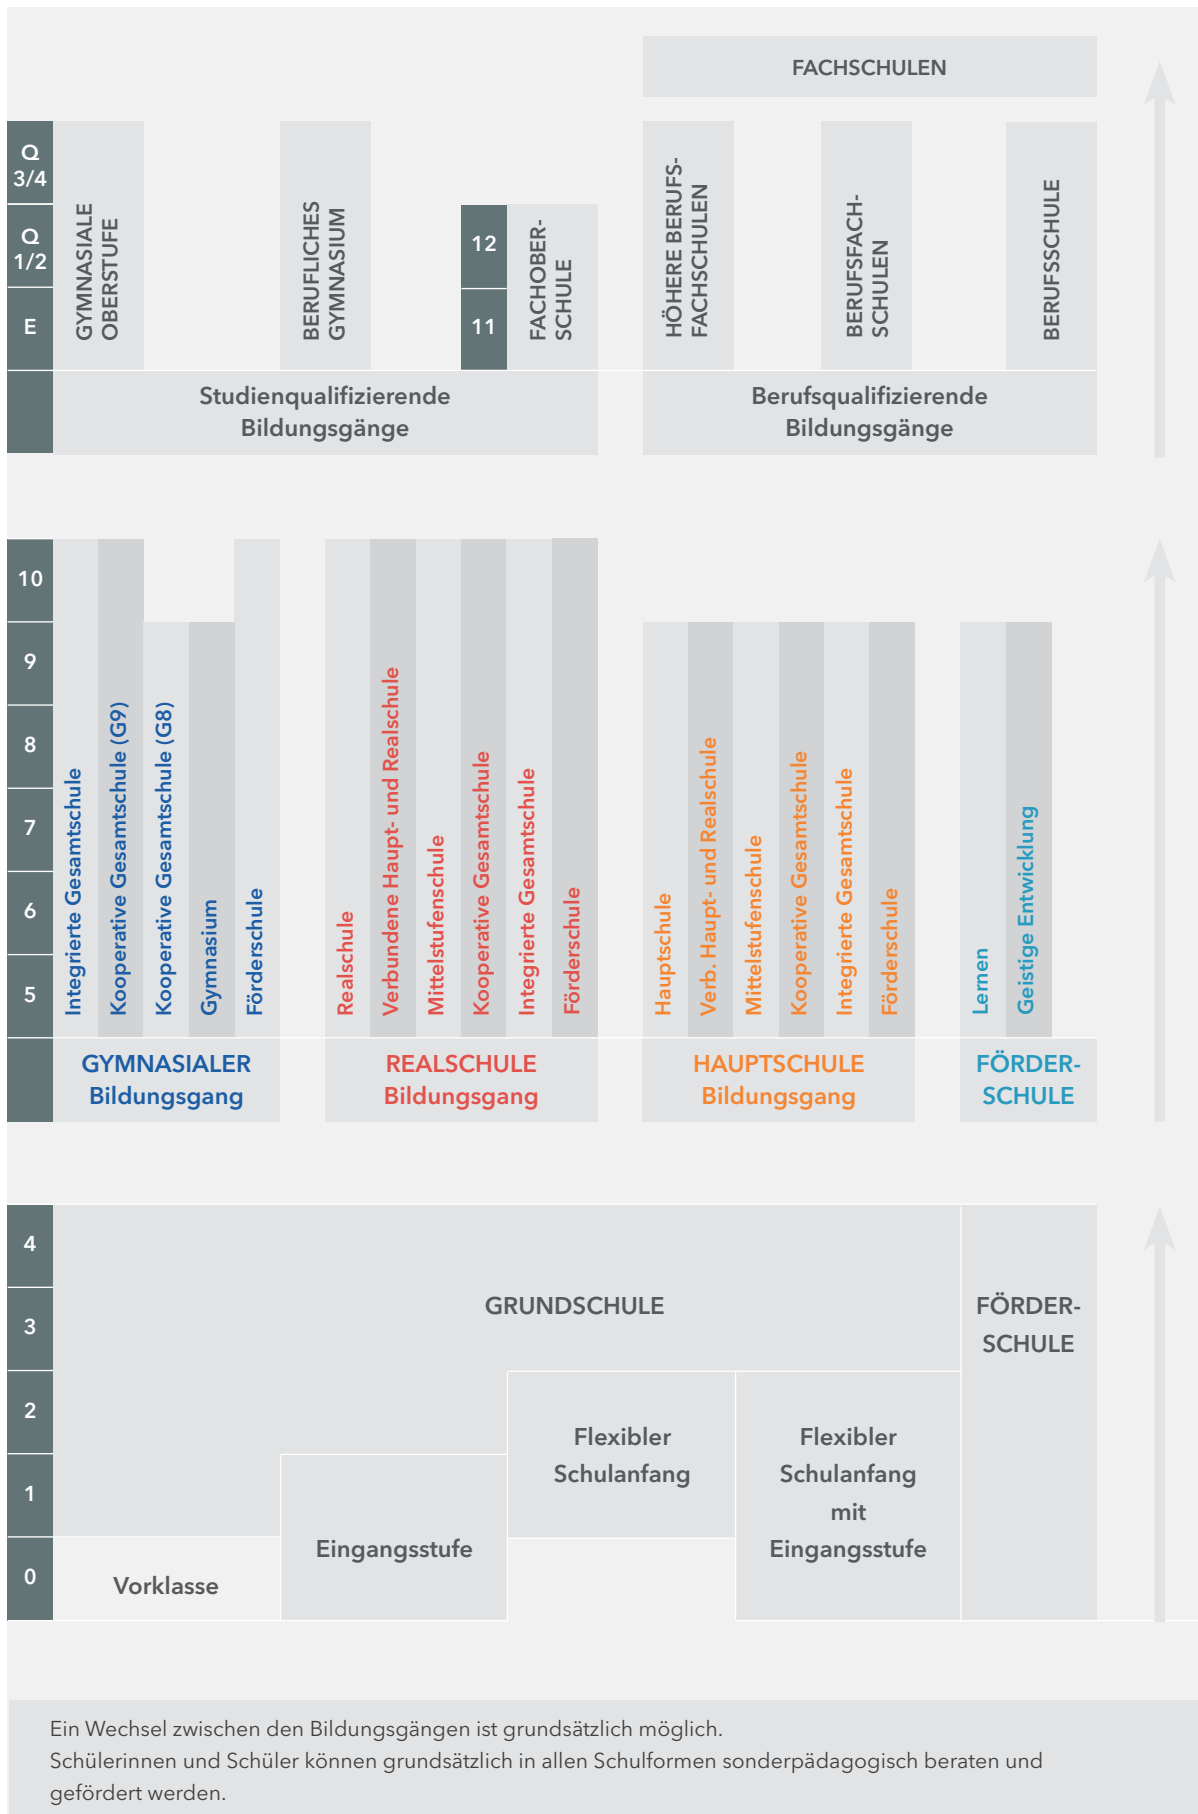 FACHSCHULEN
Q
3/4
Q
1/2
E
GYMNASIALE
OBERSTUFE
BERUFLICHES
GYMNASIUM
12
11
FACHOBER-
SCHULE
HÖHERE BERUFS-
FACHSCHULEN
BERUFSFACH-
SCHULEN
BERUFSSCHULE
Studienqualifizierende
Bildungsgänge
Berufsqualifizierende
Bildungsgänge
10
9
8
7
6
5
Integrierte Gesamtschule
Kooperative Gesamtschule (G9)
Kooperative Gesamtschule (G8)
Gymnasium
Förderschule
Realschule
Verbundene Haupt- und Realschule
Mittelstufenschule
Kooperative Gesamtschule
Integrierte Gesamtschule
Förderschule
Hauptschule
Verb. Haupt- und Realschule
Mittelstufenschule
Kooperative Gesamtschule
Integrierte Gesamtschule
Förderschule
Lernen
Geistige Entwicklung
GYMNASIALER
Bildungsgang
REALSCHULE
Bildungsgang
HAUPTSCHULE
Bildungsgang
FÖRDER-
SCHULE
4
3
2
1
0
GRUNDSCHULE
FÖRDER-
SCHULE
Flexibler
Schulanfang
Flexibler
Schulanfang
mit
Eingangsstufe
Eingangsstufe
Vorklasse
Ein Wechsel zwischen den Bildungsgängen ist grundsätzlich möglich.
Schülerinnen und Schüler können grundsätzlich in allen Schulformen sonderpädagogisch beraten und
gefördert werden.